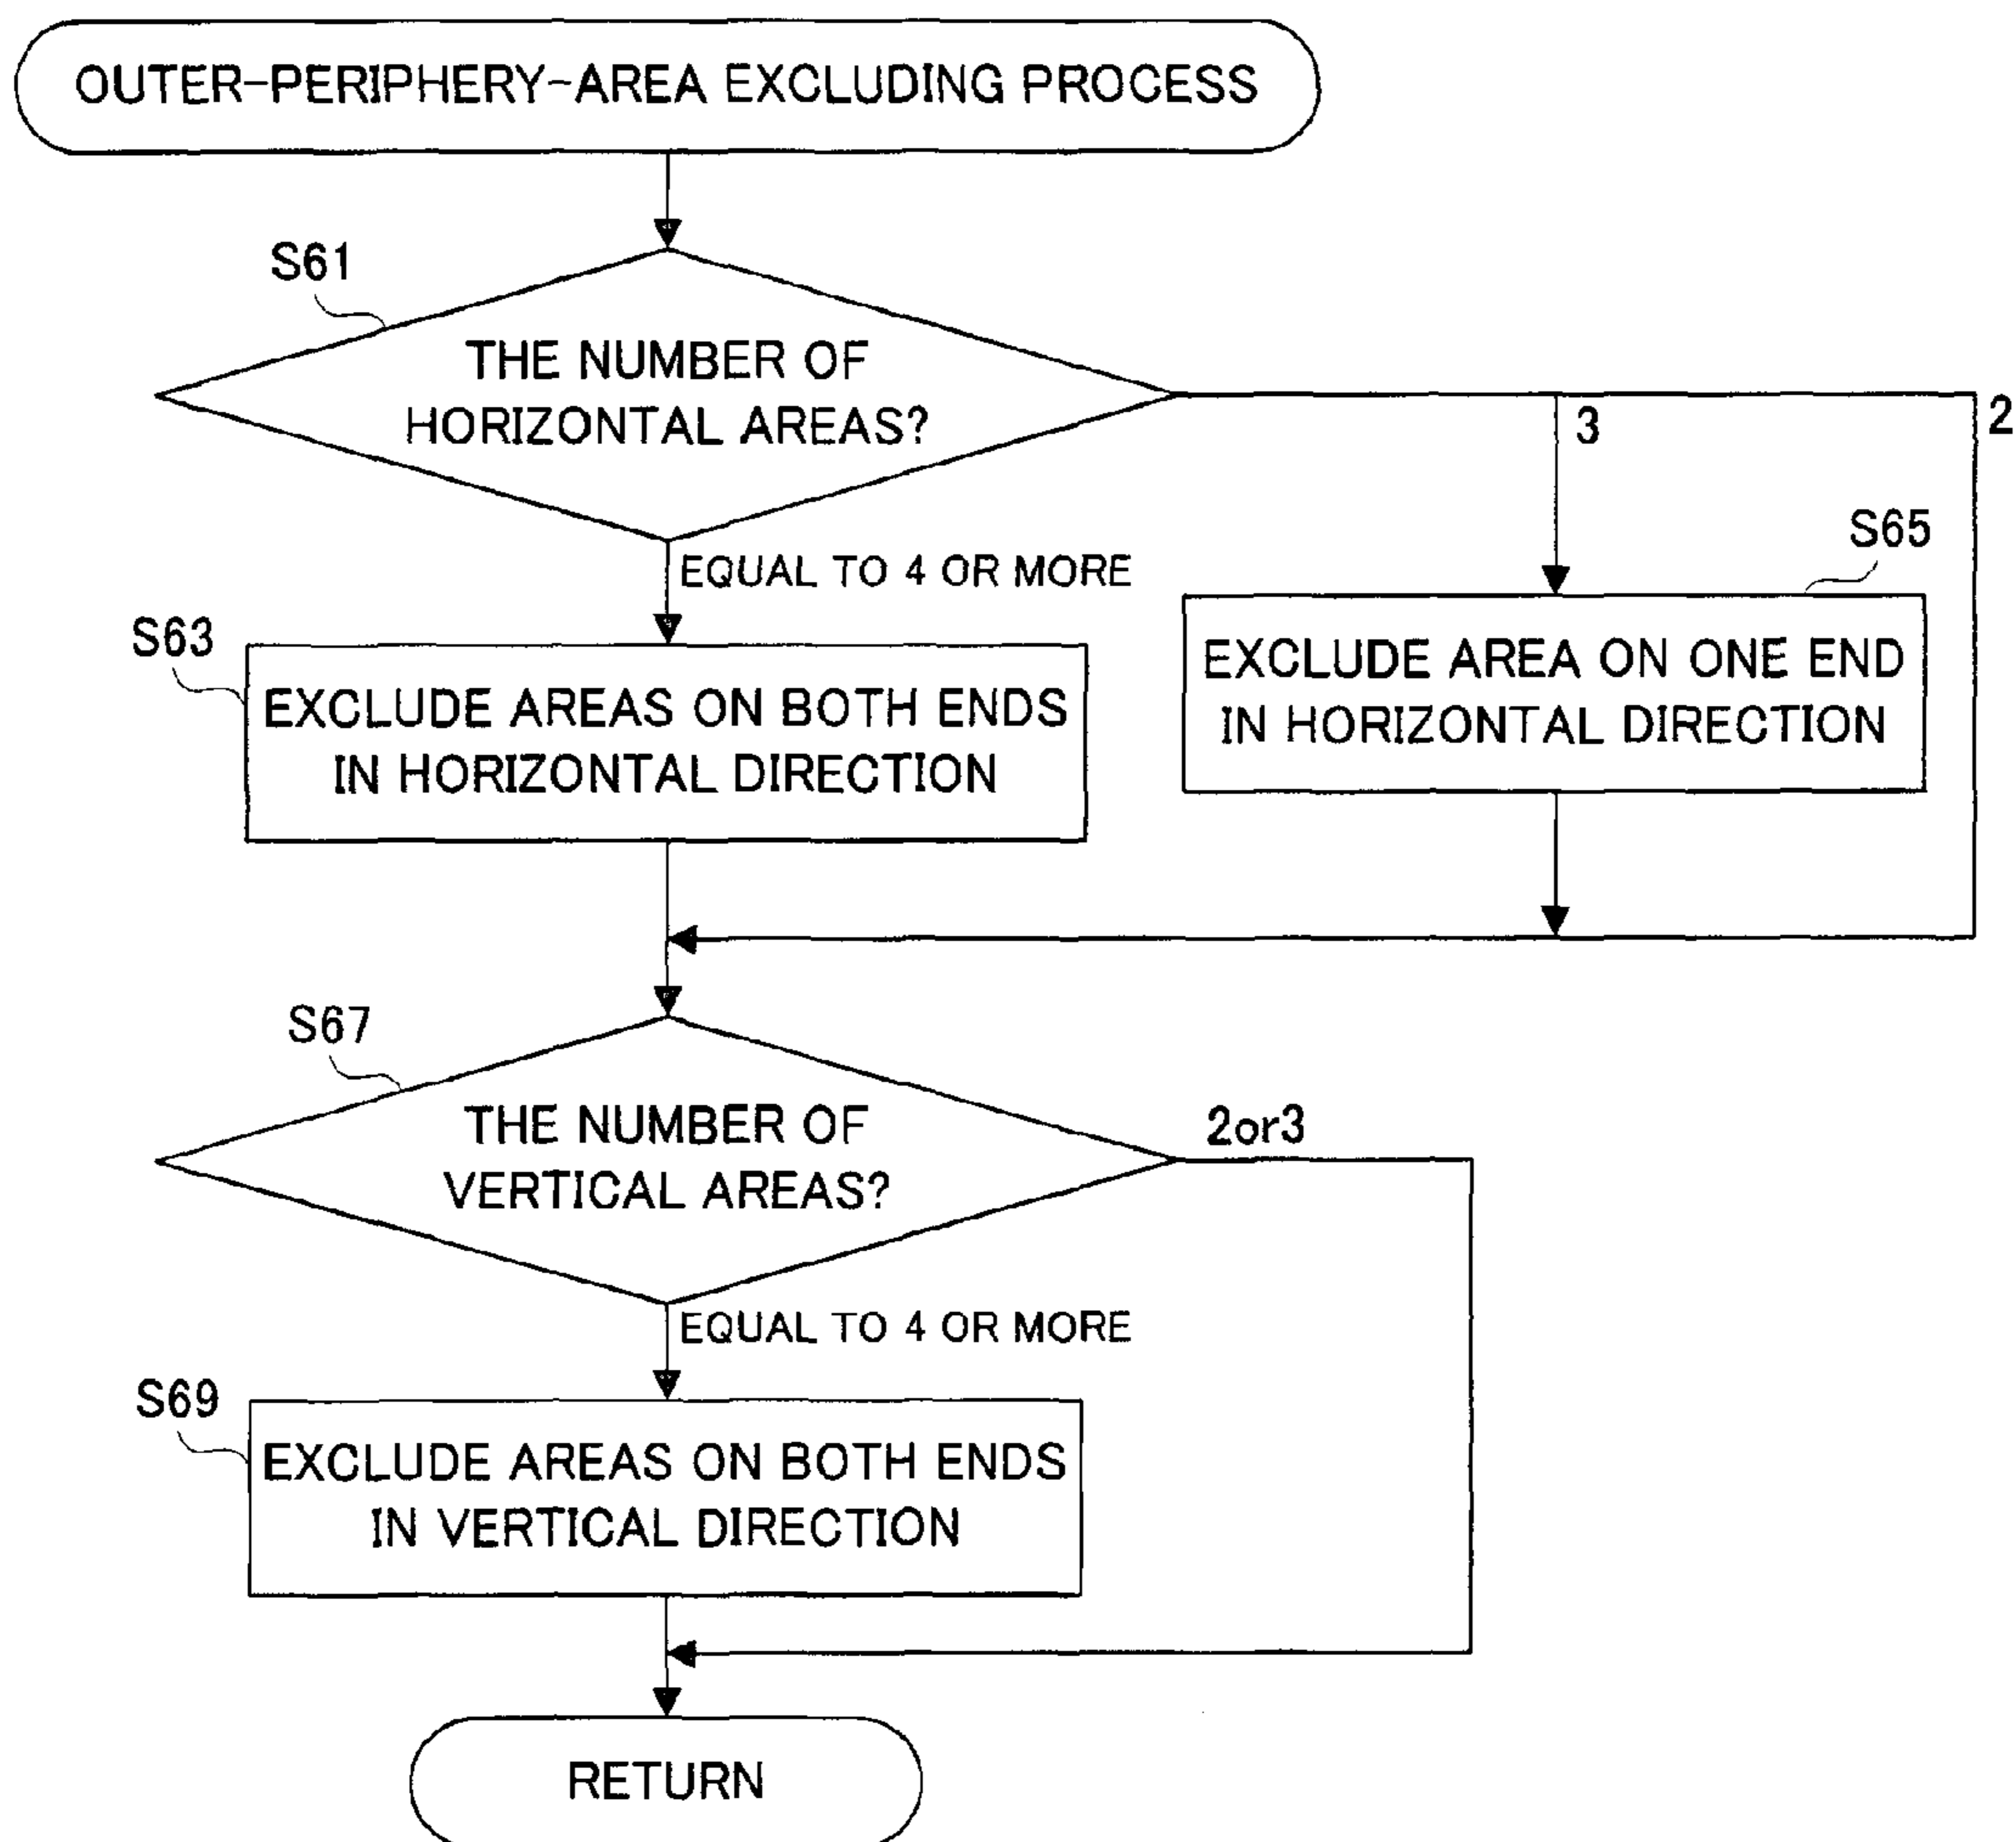 OUTER-PERIPHERY-AREA EXCLUDING PROCESS
S61
THE NUMBER OF
HORIZONTAL AREAS?
3
2
EQUAL TO 4 OR MORE
S65
EXCLUDE AREA ON ONE END
IN HORIZONTAL DIRECTION
S63
EXCLUDE AREAS ON BOTH ENDS
IN HORIZONTAL DIRECTION
S67
THE NUMBER OF
VERTICAL AREAS?
2or3
EQUAL TO 4 OR MORE
S69
EXCLUDE AREAS ON BOTH ENDS
IN VERTICAL DIRECTION
RETURN